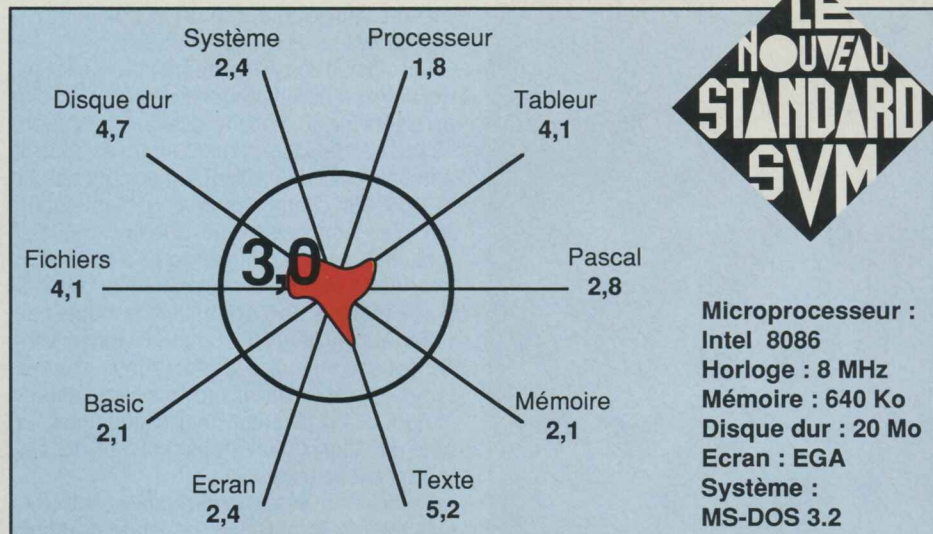 Système
2,4
Processeur
1,8
Disque dur
4,7
Tableur
4,1
Fichiers
4,1
3,0
Pascal
2,8
Basic
2,1
Mémoire
2,1
Ecran
2,4
Texte
5,2
LE
NOUVEAU
STANDARD
SVM
Microprocesseur :
Intel 8086
Horloge : 8 MHz
Mémoire : 640 Ko
Disque dur : 20 Mo
Ecran : EGA
Système :
MS-DOS 3.2